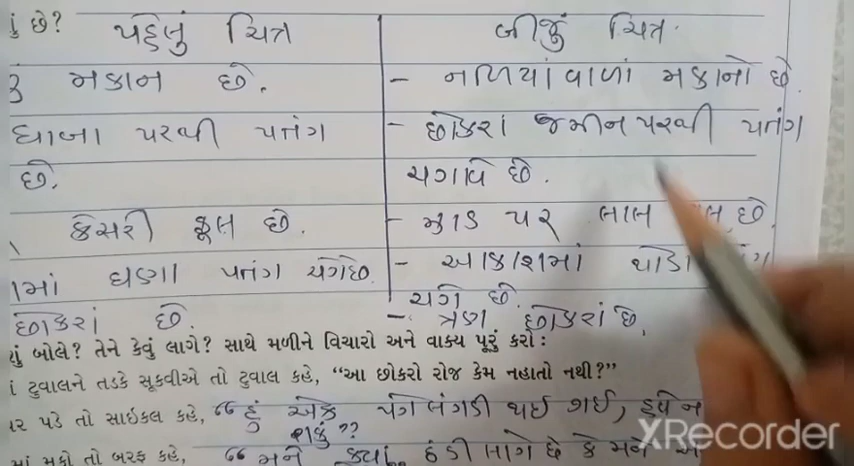 છે? પહેલું ચિત્ર બીજું ચિત્ર.
મકાન છે. - નળિયાંવાળાં મકાનો છે.
ધાબા પરથી પતંગ - છોકરાં જમીન પરથી પતંગ
છે. ચગાવે છે.
કેસરી ફૂલ છે. - ઝાડ પર લાલ છે.
ઘણા પતંગ ચગેછે. - આકાશમાં થોડા
ચગે છે.
છોકરાં છે. - ત્રણ છોકરાં છે.
બોલે? તેને કેવું લાગે? સાથે મળીને વિચારો અને વાક્ય પૂરું કરો :
ટુવાલને તડકે સૂકવીએ તો ટુવાલ કહે, “આ છોકરો રોજ કેમ નહાતો નથી?”
પડે તો સાઇકલ કહે, “હું એક પગે લંગડી થઈ ગઈ, હવે
શકું ??
મૂકો તો બરફ કહે, “મને ક્યાં ઠંડી લાગે છે કે મને
XRecorder